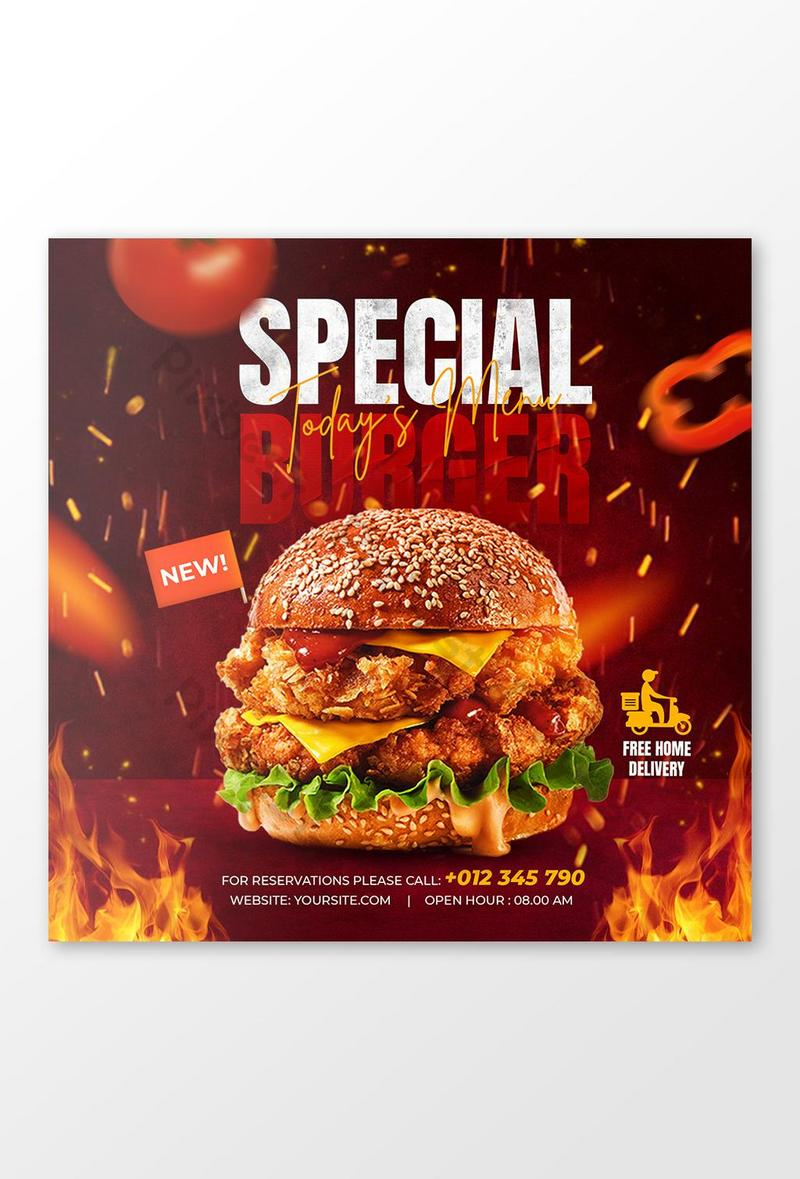 SPECIAL
Today's Menu
BURGER
NEW!
FREE HOME
DELIVERY
FOR RESERVATIONS PLEASE CALL: +012 345 790
WEBSITE: YOURSITE.COM | OPEN HOUR : 08.00 AM